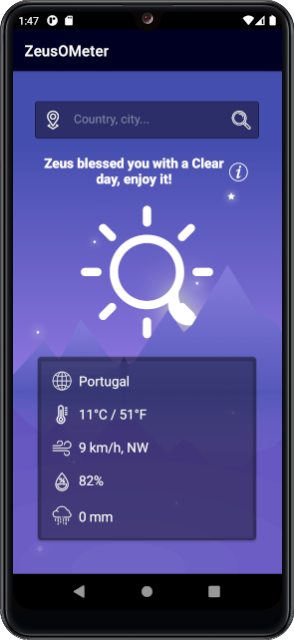 1:47
ZeusOMeter
Country, city...
Zeus blessed you with a Clear
day, enjoy it!
i
Portugal
11°C / 51°F
9 km/h, NW
82%
0 mm